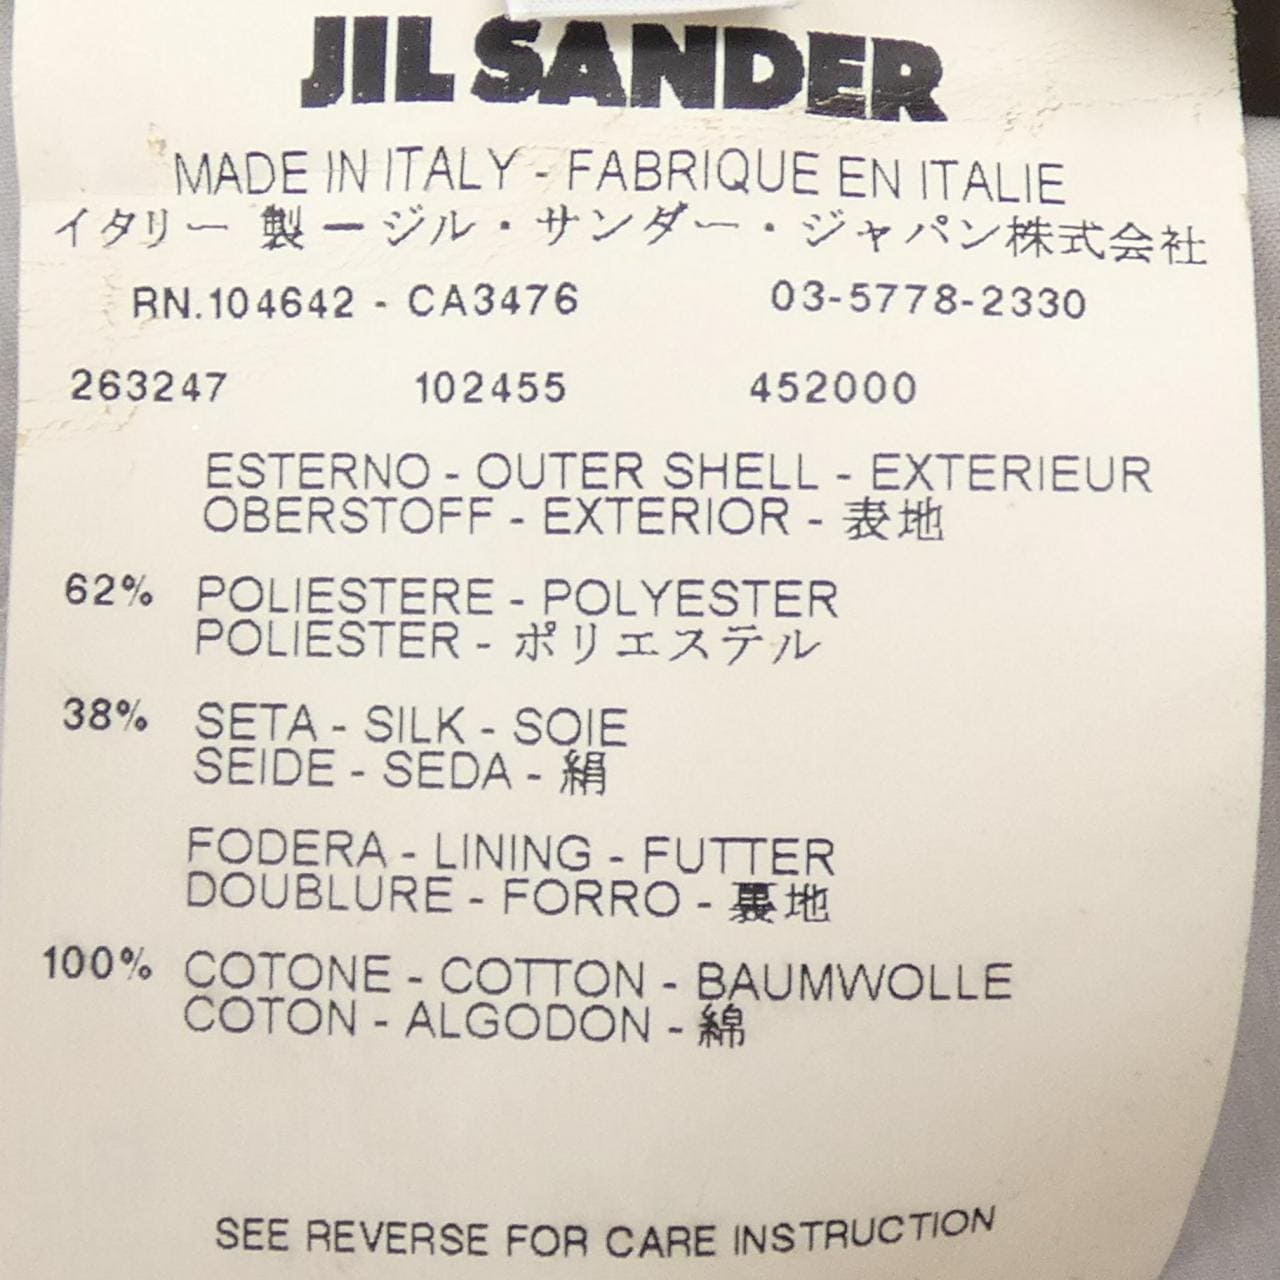 JIL SANDER
MADE IN ITALY - FABRIQUE EN ITALIE
イタリー 製 ー ジル・サンダー・ジャパン株式会社
RN.104642 - CA3476 03-5778-2330
263247 102455 452000
ESTERNO - OUTER SHELL - EXTERIEUR
OBERSTOFF - EXTERIOR - 表地
62% POLIESTERE - POLYESTER
POLIESTER - ポリエステル
38% SETA - SILK - SOIE
SEIDE - SEDA - 絹
FODERA - LINING - FUTTER
DOUBLURE - FORRO - 裏地
100% COTONE - COTTON - BAUMWOLLE
COTON - ALGODON - 綿
SEE REVERSE FOR CARE INSTRUCTION